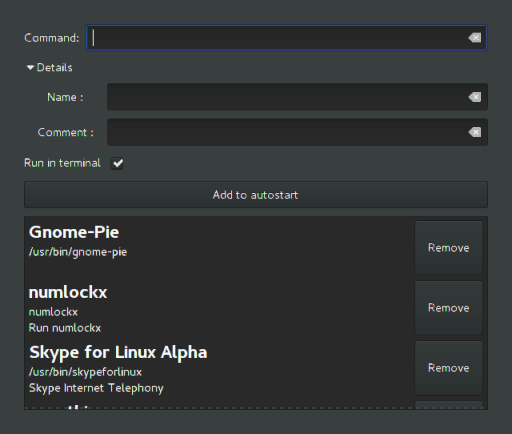 Command:
Details
Name :
Comment :
Run in terminal
Add to autostart
Gnome-Pie
/usr/bin/gnome-pie
Remove
numlockx
numlockx
Run numlockx
Remove
Skype for Linux Alpha
/usr/bin/skypeforlinux
Skype Internet Telephony
Remove